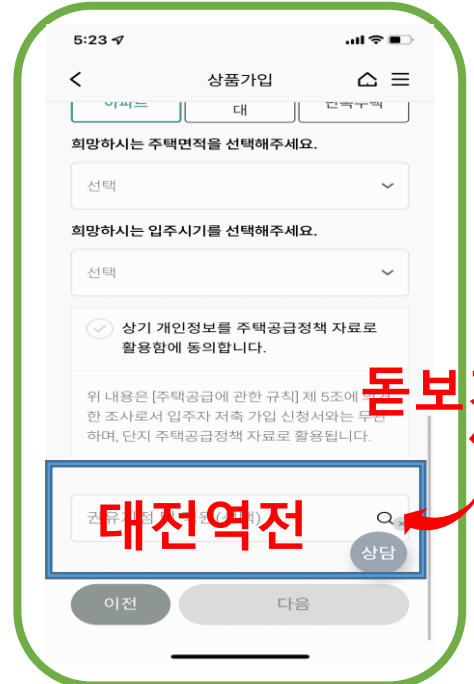 5:23
상품가입
아파트
대
단독주택
희망하시는 주택면적을 선택해주세요.
선택
희망하시는 입주시기를 선택해주세요.
선택
상기 개인정보를 주택공급정책 자료로
활용함에 동의합니다.
위 내용은 [주택공급에 관한 규칙] 제 5조에
한 조사로서 입주자 저축 가입 신청서와는 무관
하며, 단지 주택공급정책 자료로 활용됩니다.
돋보
대진역전
상담
이전
다음